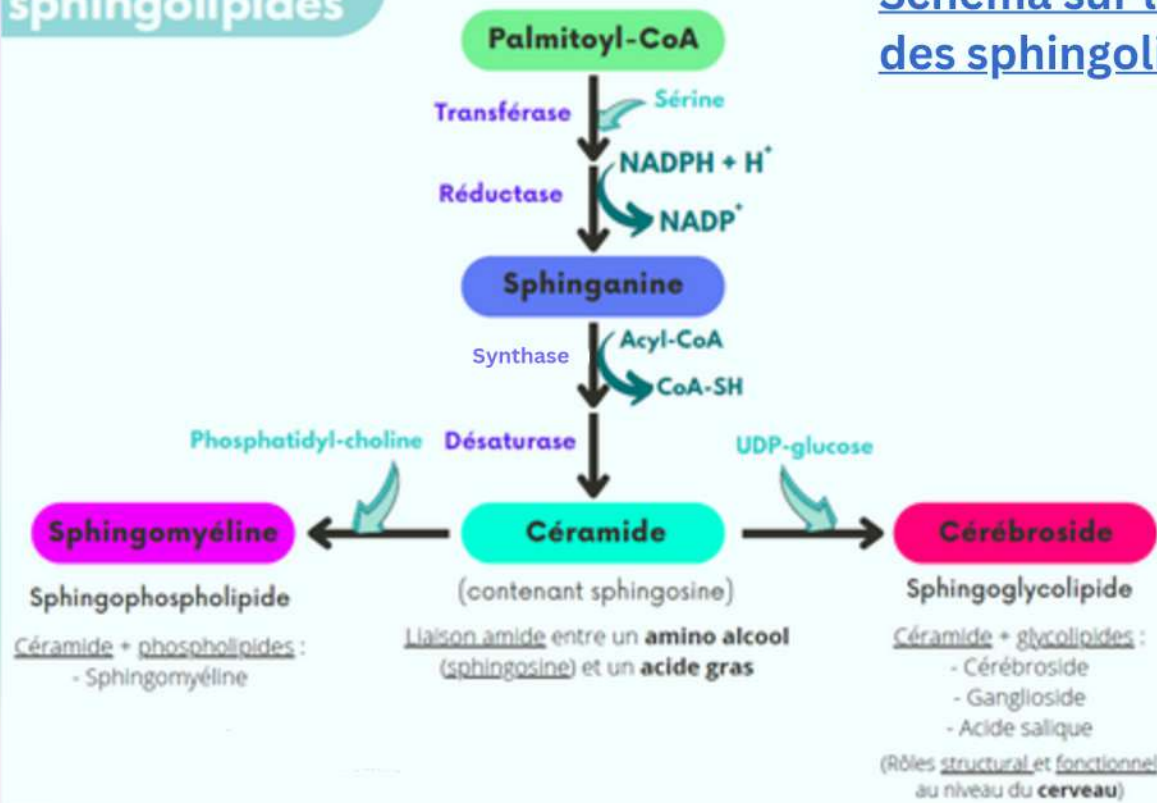 sphingolipides
Schéma sur l
des sphingoli
Palmitoyl-CoA
Transférase
Sérine
NADPH + H⁺
Réductase
NADP⁺
Sphinganine
Synthase
Acyl-CoA
CoA-SH
Phosphatidyl-choline
Désaturase
UDP-glucose
Sphingomyéline
Céramide
Cérébroside
Sphingophospholipide
(contenant sphingosine)
Sphingoglycolipide
Céramide + phospholipides :
- Sphingomyéline
Liaison amide entre un amino alcool
(sphingosine) et un acide gras
Céramide + glycolipides :
- Cérébroside
- Ganglioside
- Acide salique
(Rôles structural et fonctionnel
au niveau du cerveau)